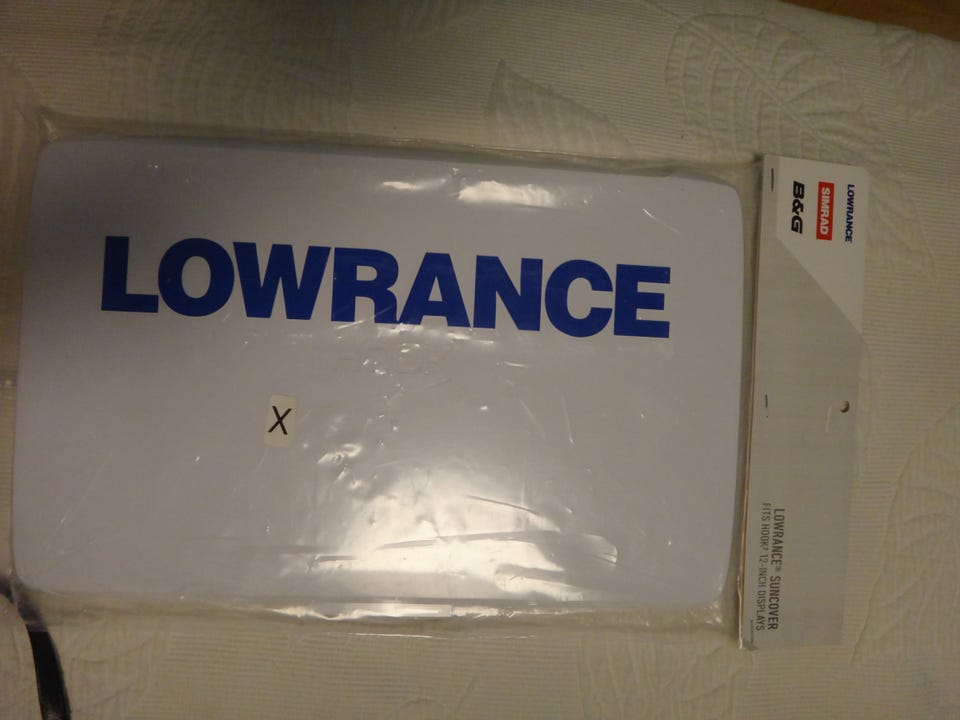 LOWRANCE
X
LOWRANCE
SIMRAD
B&G
LOWRANCE® SUNCOVER
FITS HOOK² 12-INCH DISPLAYS